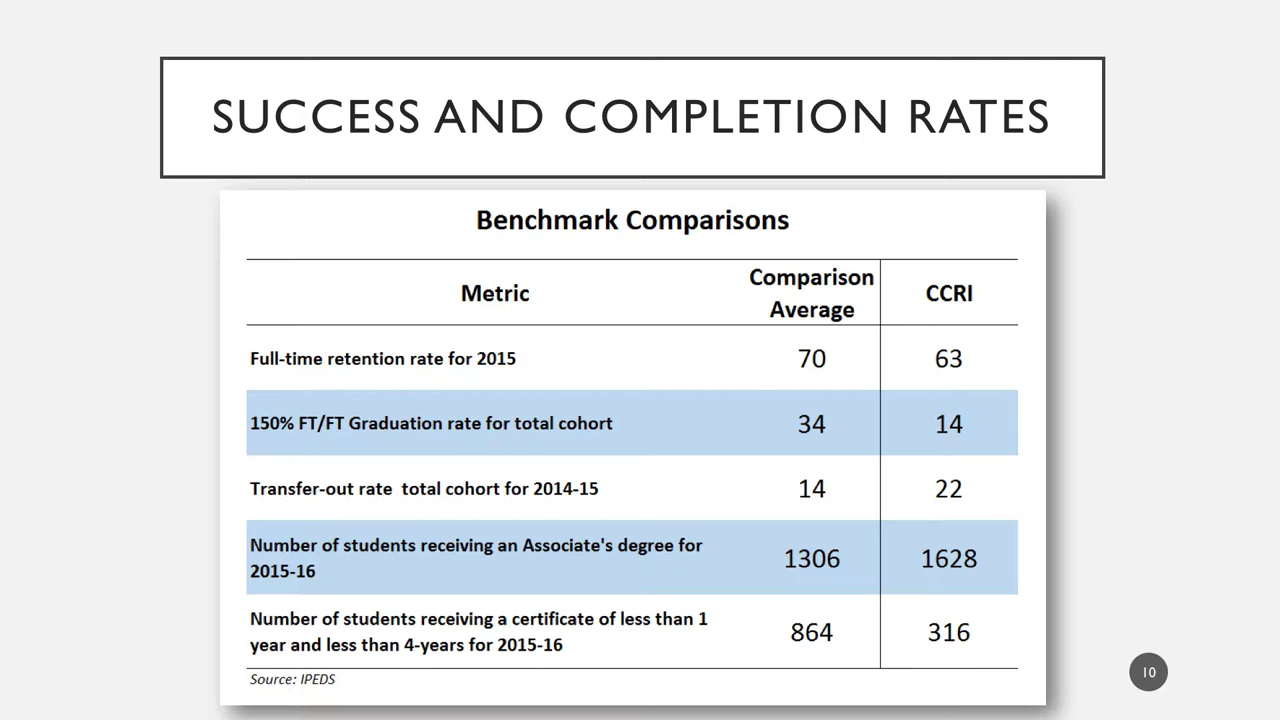 SUCCESS AND COMPLETION RATES
Benchmark Comparisons
Metric
Comparison
Average
CCRI
Full-time retention rate for 2015 70 63
150% FT/FT Graduation rate for total cohort 34 14
Transfer-out rate total cohort for 2014-15 14 22
Number of students receiving an Associate's degree for
2015-16
1306 1628
Number of students receiving a certificate of less than 1
year and less than 4-years for 2015-16
864 316
Source: IPEDS
10